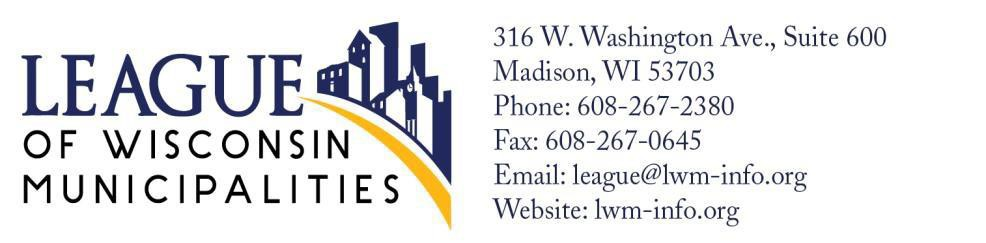 LEAGUE
OF WISCONSIN
MUNICIPALITIES
316 W. Washington Ave., Suite 600
Madison, WI 53703
Phone: 608-267-2380
Fax: 608-267-0645
Email: league@lwm-info.org
Website: lwm-info.org